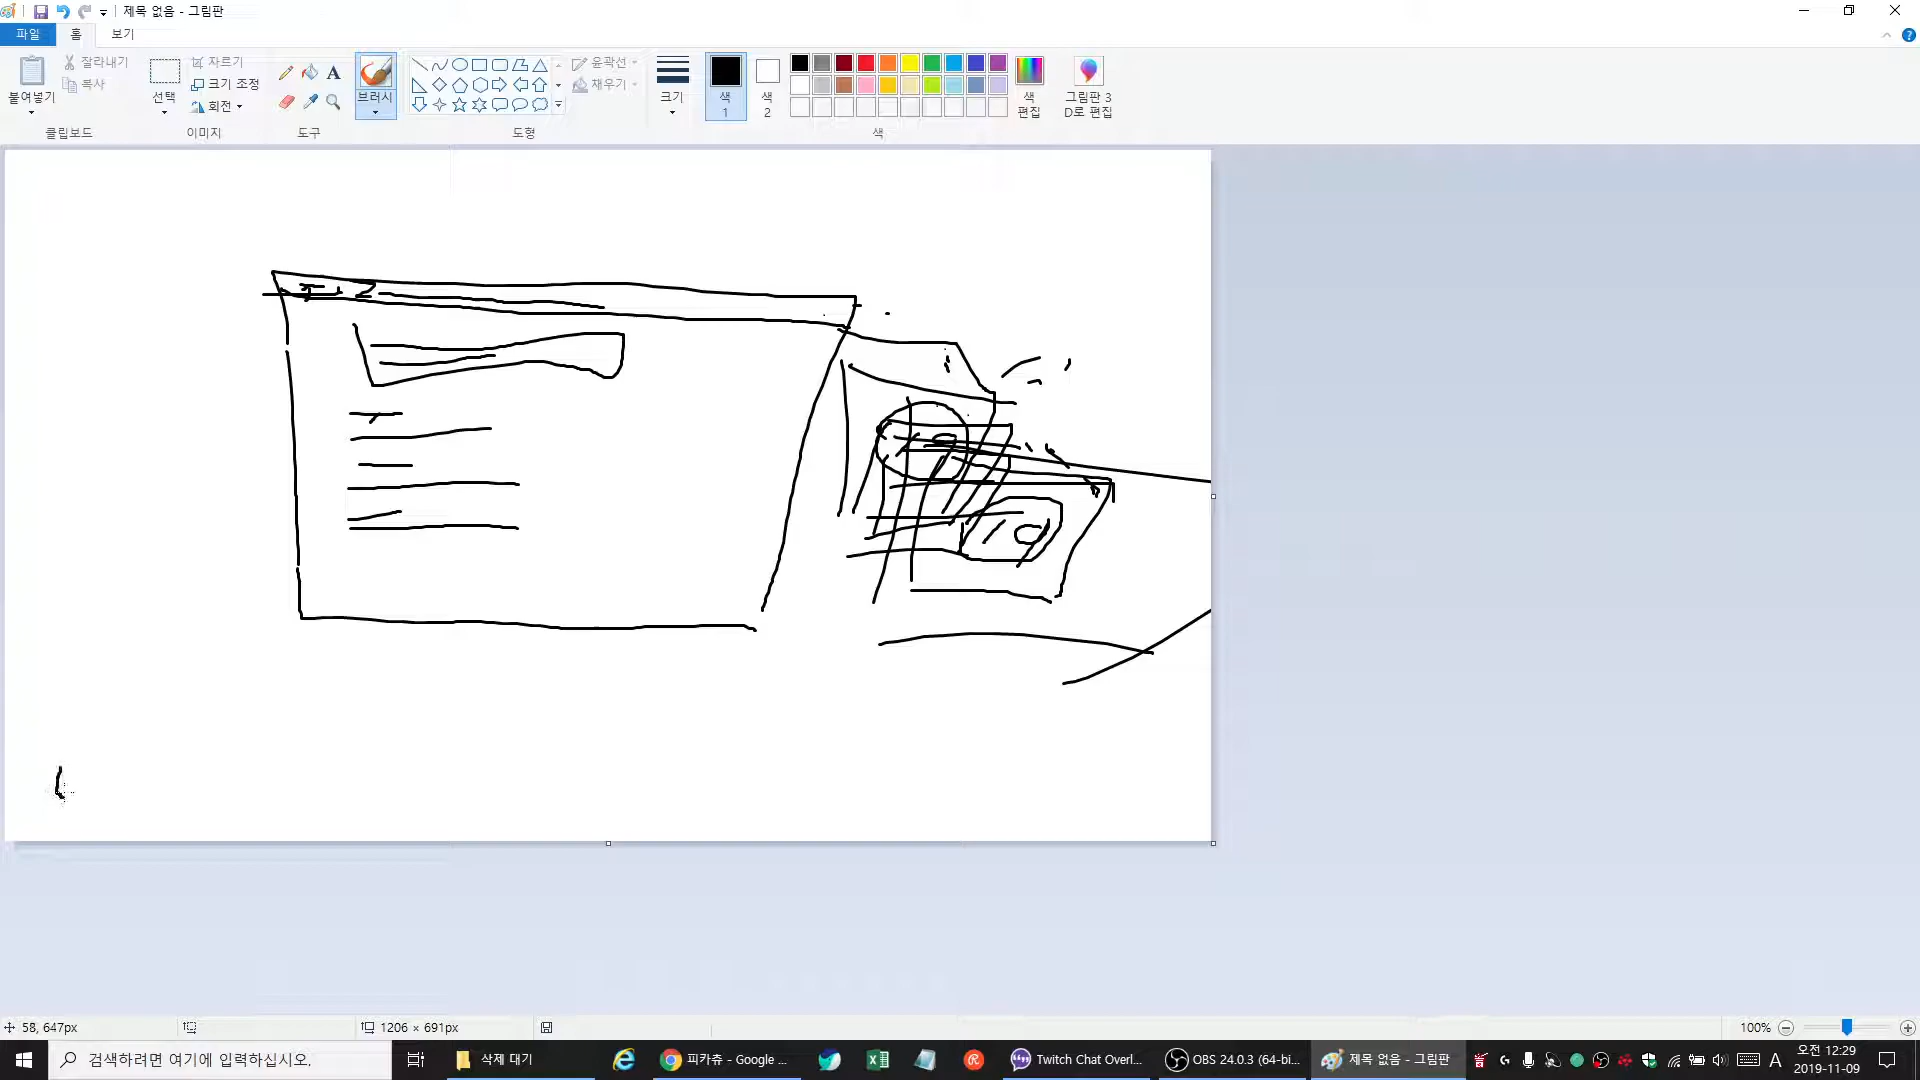 제목 없음 - 그림판
파일 홈 보기
붙여넣기
잘라내기
복사
클립보드
선택
자르기
크기 조정
회전
이미지
A
도구
브러시
윤곽선
채우기
도형
크기
색
1
색
2
색
편집
그림판 3
D로 편집
색
58, 647px
1206 × 691px
100%
검색하려면 여기에 입력하십시오.
삭제 대기
피카츄 - Google ...
Twitch Chat Overl...
OBS 24.0.3 (64-bi...
제목 없음 - 그림판
A
오전 12:29
2019-11-09